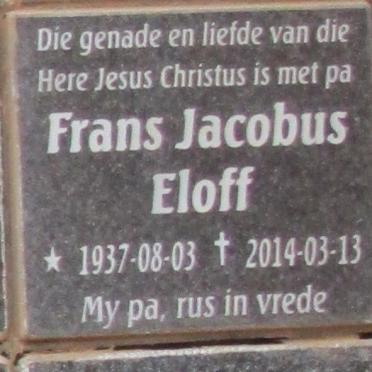 Die genade en liefde van die
Here Jesus Christus is met pa
Frans Jacobus
Eloff
★ 1937-08-03 ✝ 2014-03-13
My pa, rus in vrede